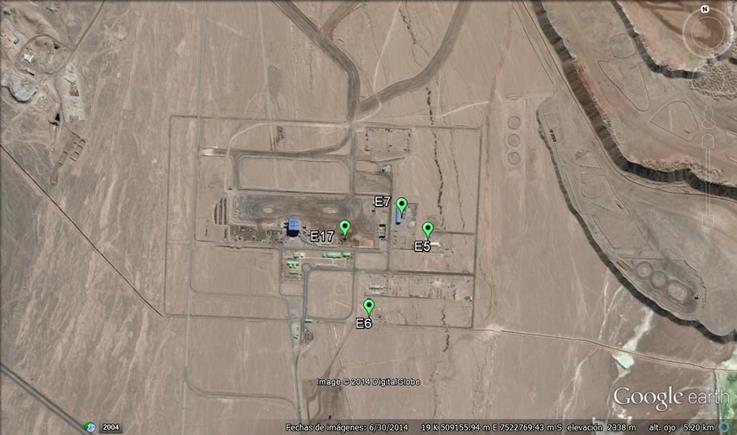 N
E7
E17
E5
E6
Image © 2014 DigitalGlobe
Google earth
2004
Fechas de imágenes: 6/30/2014 19 K 509155.94 m E 7522769.43 m S elevación 2338 m alt. ojo 5.20 km